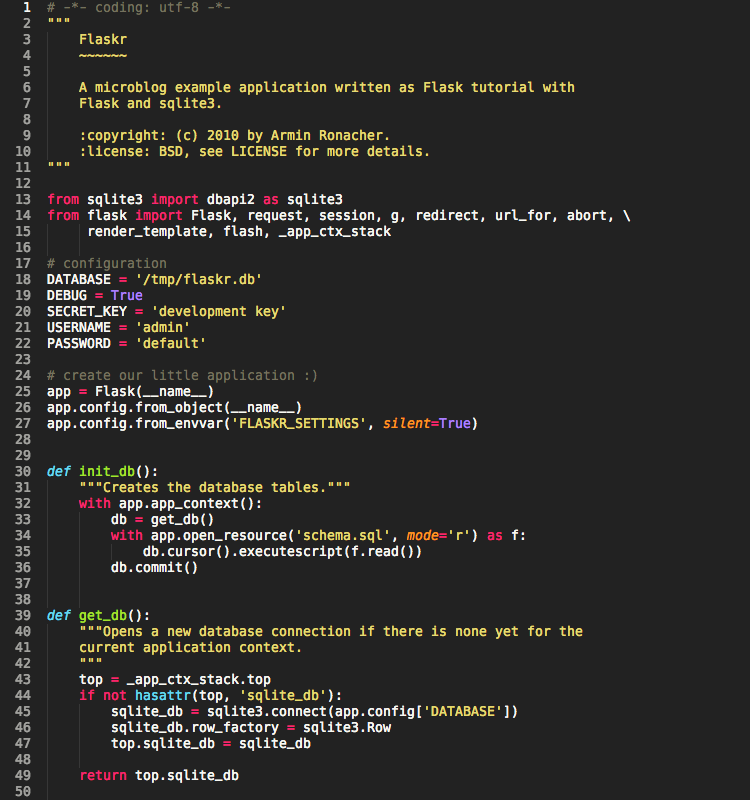 1 # -*- coding: utf-8 -*-
2 """
3     Flaskr
4     ~~~~~~
5
6     A microblog example application written as Flask tutorial with
7     Flask and sqlite3.
8
9     :copyright: (c) 2010 by Armin Ronacher.
10     :license: BSD, see LICENSE for more details.
11 """
12
13 from sqlite3 import dbapi2 as sqlite3
14 from flask import Flask, request, session, g, redirect, url_for, abort, \
15      render_template, flash, _app_ctx_stack
16
17 # configuration
18 DATABASE = '/tmp/flaskr.db'
19 DEBUG = True
20 SECRET_KEY = 'development key'
21 USERNAME = 'admin'
22 PASSWORD = 'default'
23
24 # create our little application :)
25 app = Flask(__name__)
26 app.config.from_object(__name__)
27 app.config.from_envvar('FLASKR_SETTINGS', silent=True)
28
29
30 def init_db():
31     """Creates the database tables."""
32     with app.app_context():
33         db = get_db()
34         with app.open_resource('schema.sql', mode='r') as f:
35             db.cursor().executescript(f.read())
36         db.commit()
37
38
39 def get_db():
40     """Opens a new database connection if there is none yet for the
41     current application context.
42     """
43     top = _app_ctx_stack.top
44     if not hasattr(top, 'sqlite_db'):
45         sqlite_db = sqlite3.connect(app.config['DATABASE'])
46         sqlite_db.row_factory = sqlite3.Row
47         top.sqlite_db = sqlite_db
48
49     return top.sqlite_db
50